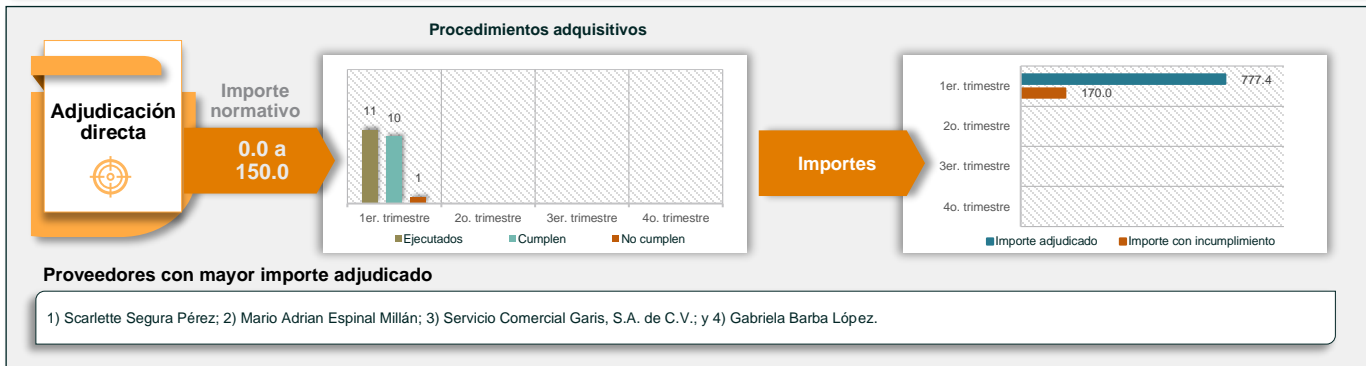 Procedimientos adquisitivos
Adjudicación
directa
Importe
normativo
0.0 a
150.0
11
10
1
1er. trimestre
2o. trimestre
3er. trimestre
4o. trimestre
Ejecutados
Cumplen
No cumplen
Importes
1er. trimestre
777.4
170.0
2o. trimestre
3er. trimestre
4o. trimestre
Importe adjudicado
Importe con incumplimiento
Proveedores con mayor importe adjudicado
1) Scarlette Segura Pérez; 2) Mario Adrian Espinal Millán; 3) Servicio Comercial Garis, S.A. de C.V.; y 4) Gabriela Barba López.